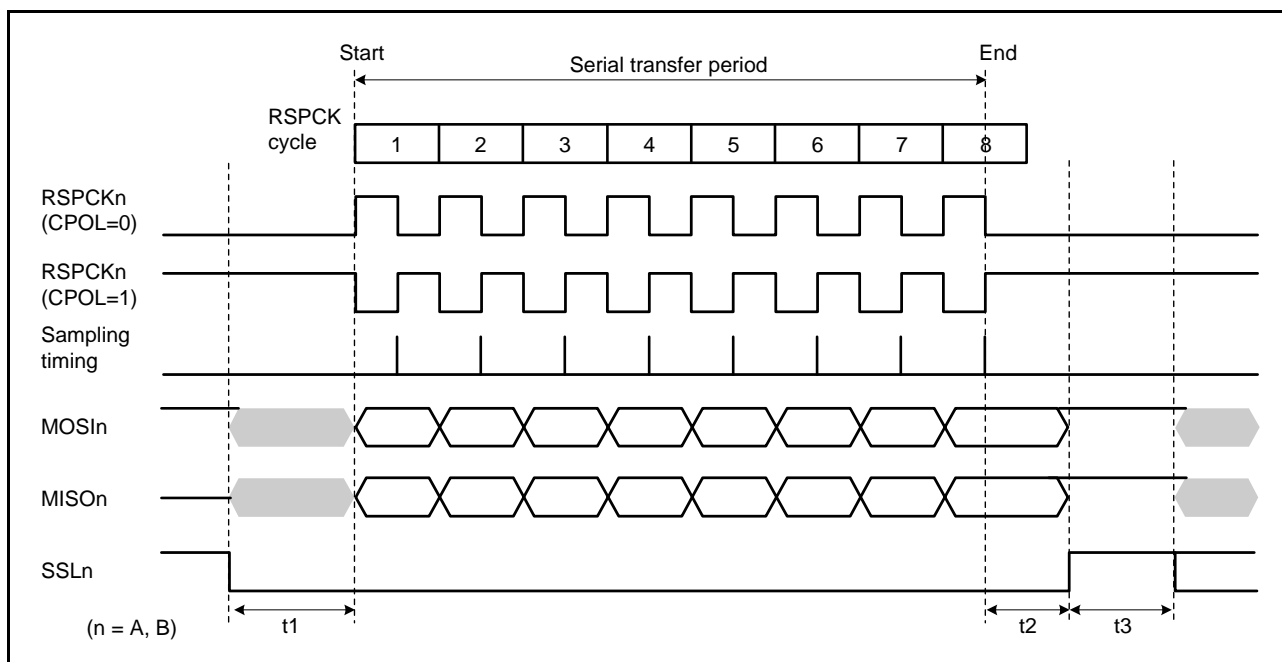 Start
End
Serial transfer period
RSPCK
cycle
1 2 3 4 5 6 7 8
RSPCKn
(CPOL=0)
RSPCKn
(CPOL=1)
Sampling
timing
MOSIn
MISOn
SSLn
(n = A, B)
t1
t2
t3